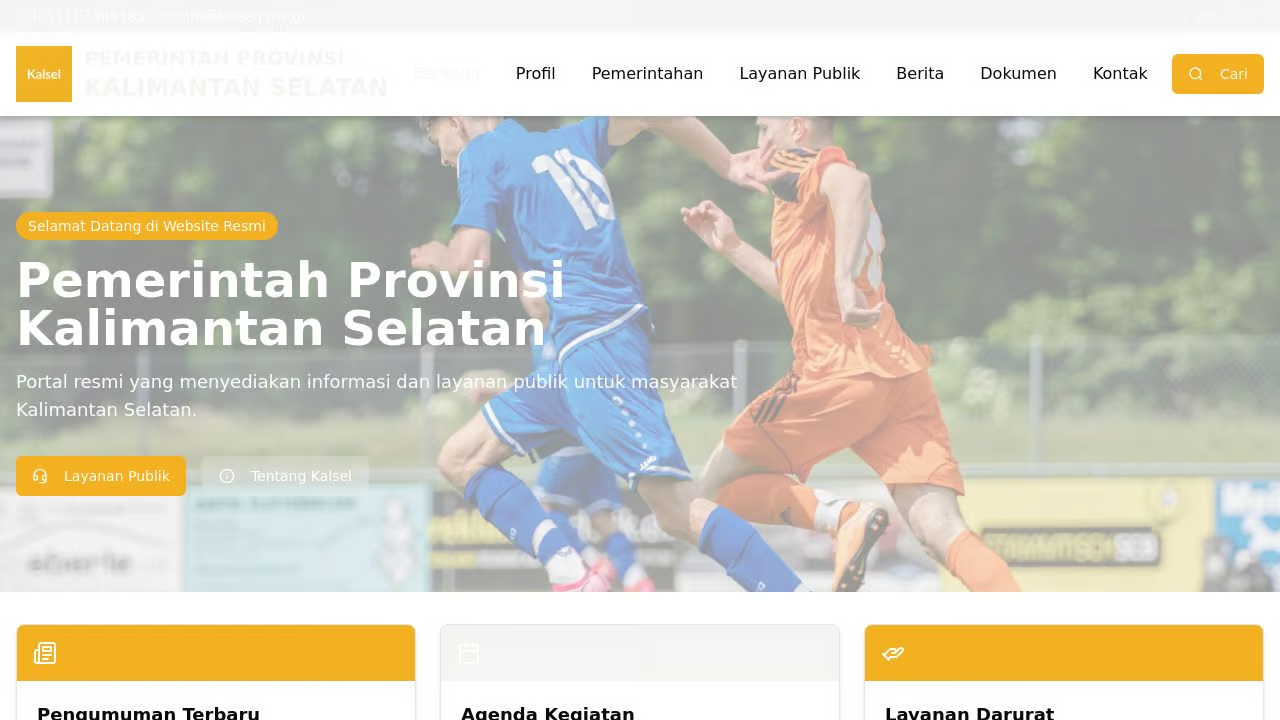 Kalsel
PEMERINTAH PROVINSI
KALIMANTAN SELATAN
Beranda
Profil
Pemerintahan
Layanan Publik
Berita
Dokumen
Kontak
Cari
10
Selamat Datang di Website Resmi
Pemerintah Provinsi
Kalimantan Selatan
Portal resmi yang menyediakan informasi dan layanan publik untuk masyarakat
Kalimantan Selatan.
Layanan Publik
Tentang Kalsel
Pengumuman Terbaru
Agenda Kegiatan
Layanan Darurat